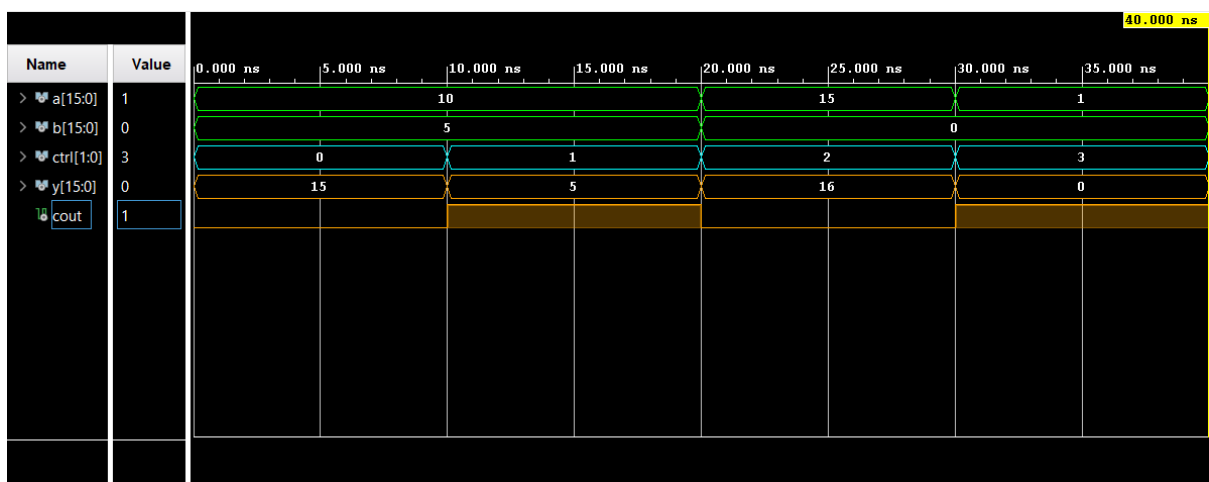 40.000 ns
Name Value 0.000 ns 5.000 ns 10.000 ns 15.000 ns 20.000 ns 25.000 ns 30.000 ns 35.000 ns
> a[15:0] 1 10 15 1
> b[15:0] 0 5 0
> ctrl[1:0] 3 0 1 2 3
> y[15:0] 0 15 5 16 0
cout 1